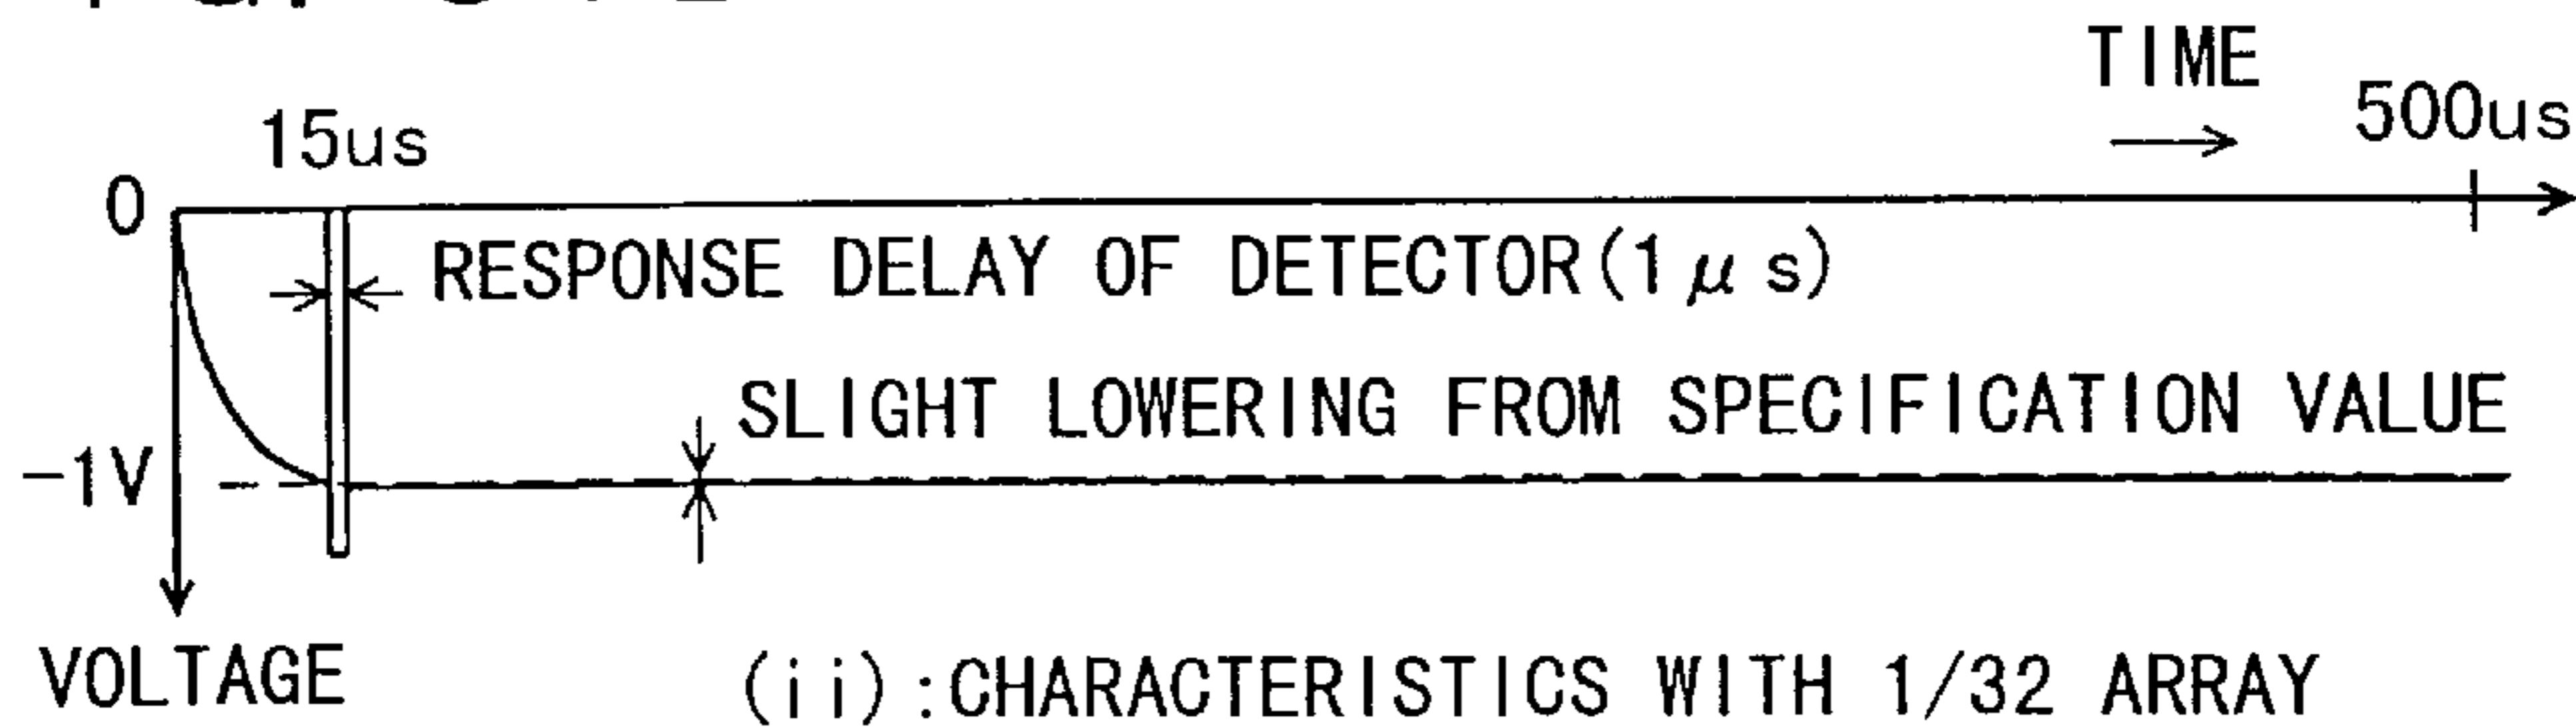 TIME
500us
15us
0
RESPONSE DELAY OF DETECTOR(1μs)
SLIGHT LOWERING FROM SPECIFICATION VALUE
-1V
VOLTAGE
(ii):CHARACTERISTICS WITH 1/32 ARRAY